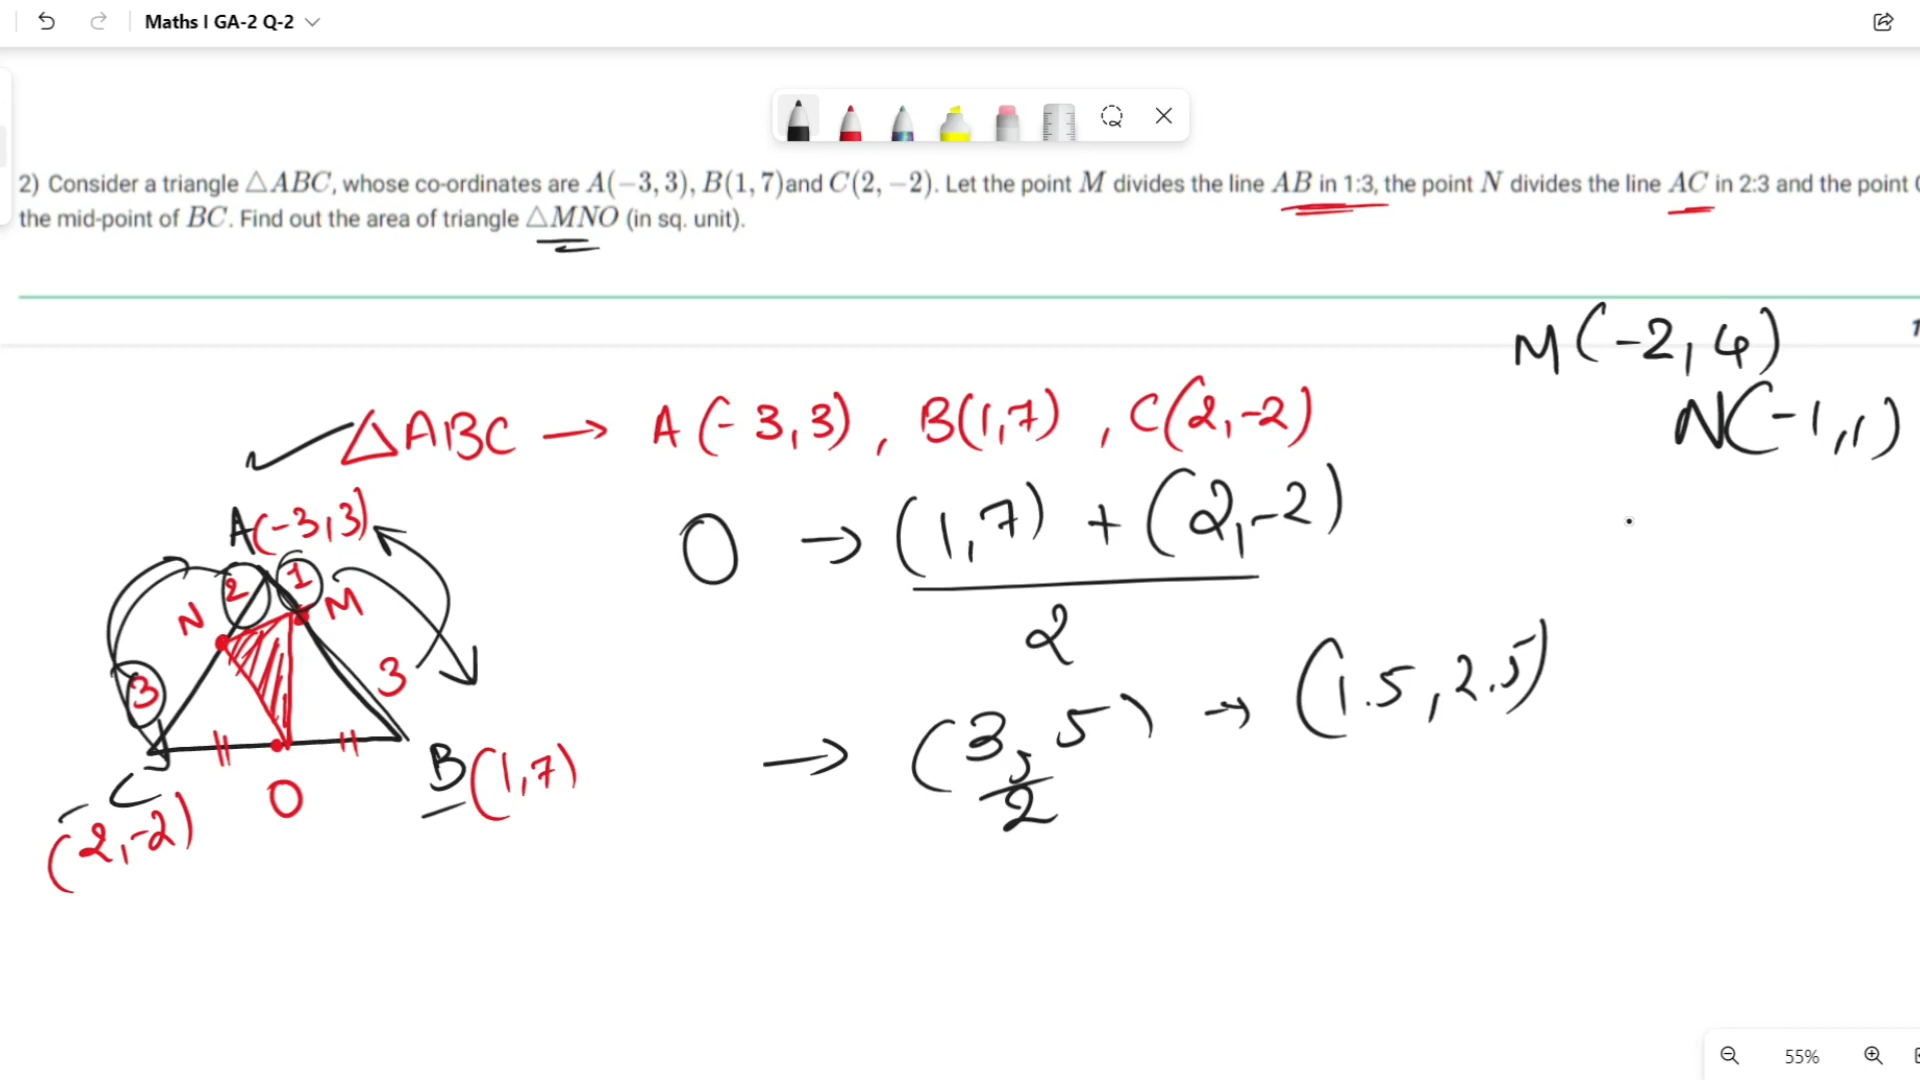 Maths I GA-2 Q-2
2) Consider a triangle △ABC, whose co-ordinates are A(−3, 3), B(1, 7)and C(2, −2). Let the point M divides the line AB in 1:3, the point N divides the line AC in 2:3 and the point
the mid-point of BC. Find out the area of triangle △MNO (in sq. unit).
M(-2,4)
N(-1,1)
△ABC → A(-3,3), B(1,7), C(2,-2)
O → (1,7) + (2,-2)
2
→ (3,5) → (1.5,2.5)
2
A(-3,3)
2 1
N M
3 3
C O B(1,7)
(2,-2)
55%